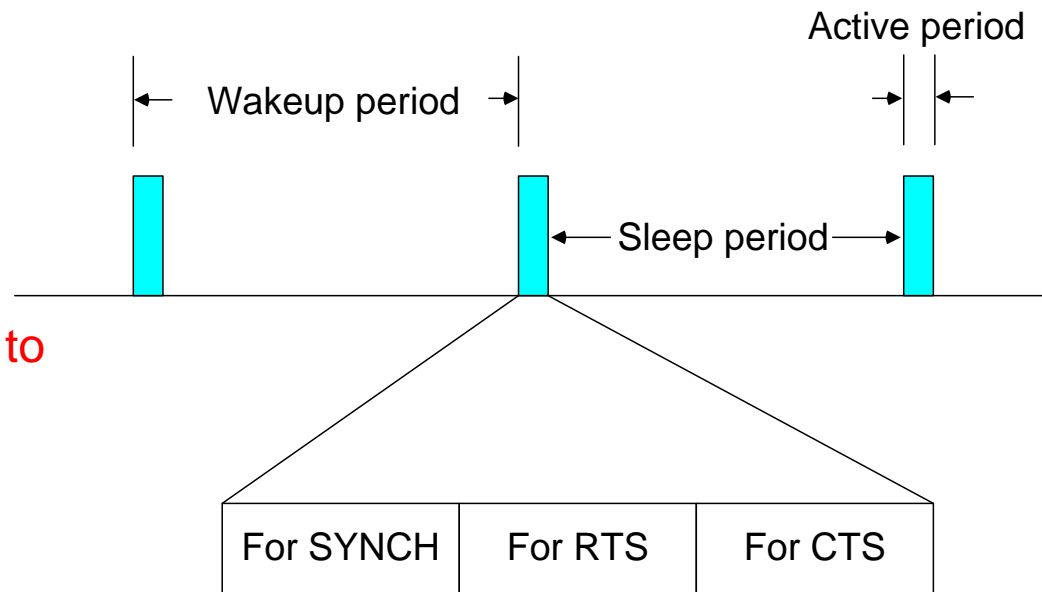 Active period
Wakeup period
Sleep period
to
For SYNCH
For RTS
For CTS